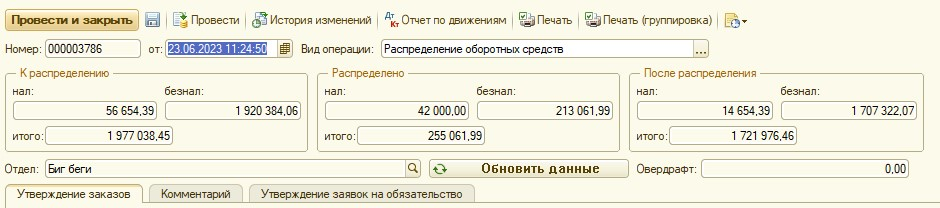 Провести и закрыть Провести История изменений Дт Кт Отчет по движениям Печать Печать (группировка)
Номер: 000003786 от: 23.06.2023 11:24:50 Вид операции: Распределение оборотных средств ...
К распределению Распределено После распределения
нал: безнал: нал: безнал: нал: безнал:
56 654,39 1 920 384,06 42 000,00 213 061,99 14 654,39 1 707 322,07
итого: 1 977 038,45 итого: 255 061,99 итого: 1 721 976,46
Отдел: Биг беги Обновить данные Овердрафт: 0,00
Утверждение заказов Комментарий Утверждение заявок на обязательство